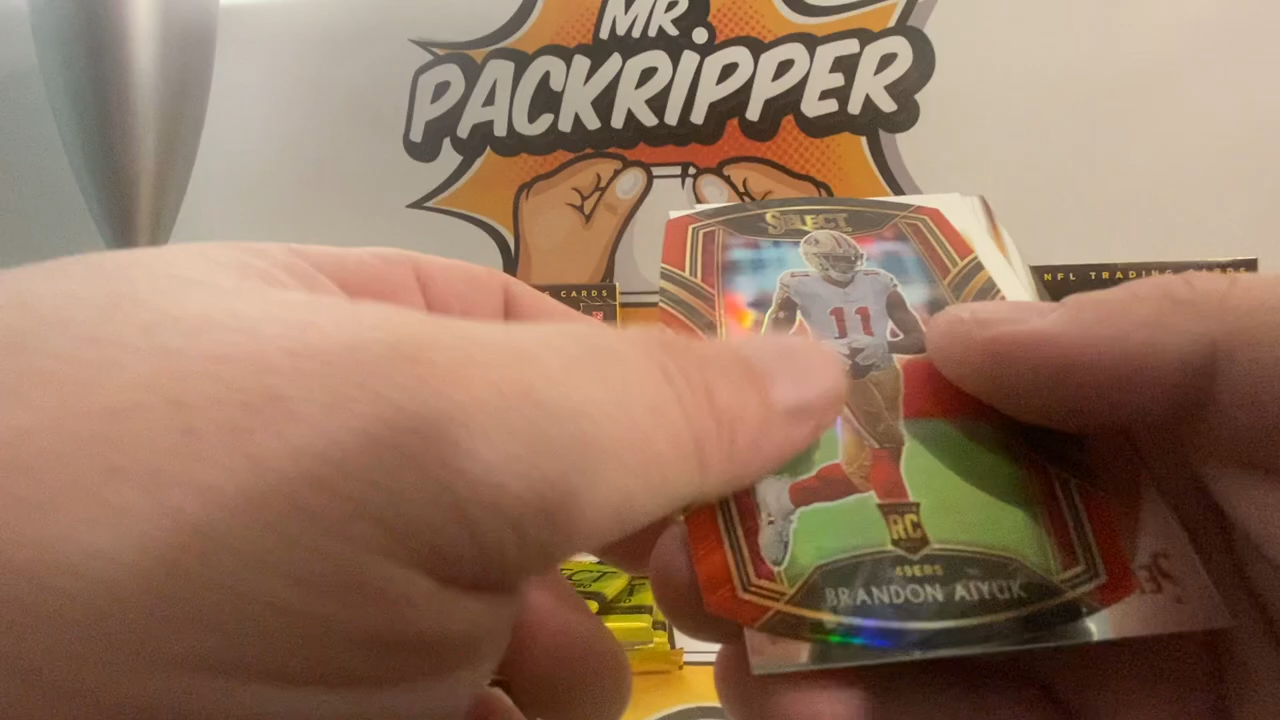 MR.
PACKRIPPER
SELECT
NFL TRADING CARDS
CARDS
11
RC
49ERS
BRANDON AIYUK